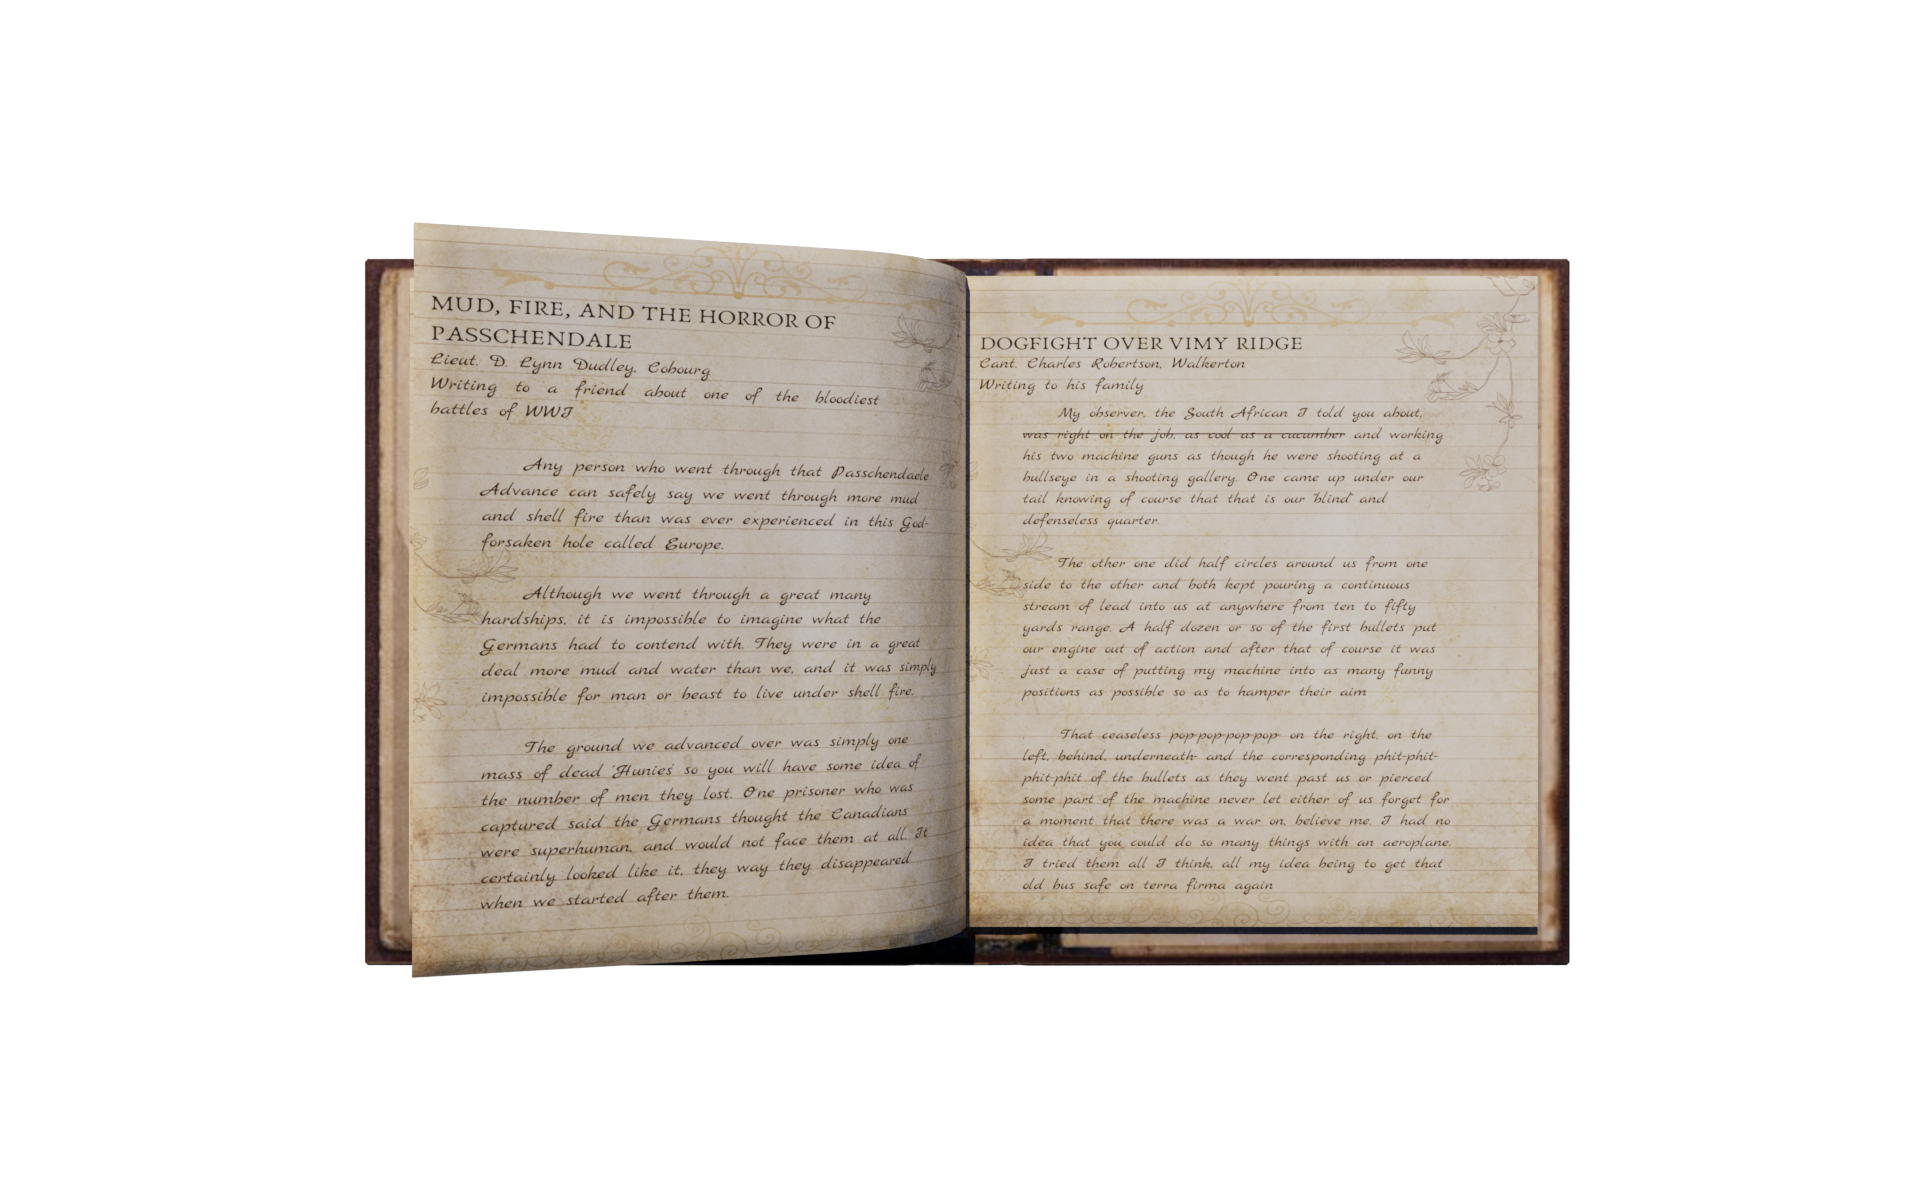 MUD, FIRE, AND THE HORROR OF
PASSCHENDALE
Lieut. D. Lynn Dudley, Cobourg
Writing to a friend about one of the bloodiest
battles of WWI
Any person who went through that Passchendaele
Advance can safely say we went through more mud
and shell fire than was ever experienced in this God-
forsaken hole called Europe.
Although we went through a great many
hardships, it is impossible to imagine what the
Germans had to contend with. They were in a great
deal more mud and water than we, and it was simply
impossible for man or beast to live under shell fire.
The ground we advanced over was simply one
mass of dead 'Hunies' so you will have some idea of
the number of men they lost. One prisoner who was
captured said the Germans thought the Canadians
were superhuman, and would not face them at all. It
certainly looked like it, they way they disappeared
when we started after them.
DOGFIGHT OVER VIMY RIDGE
Cant. Charles Robertson, Walkerton
Writing to his family
My observer, the South African I told you about,
was right on the job, as cool as a cucumber and working
his two machine guns as though he were shooting at a
bullseye in a shooting gallery. One came up under our
tail knowing of course that that is our 'blind' and
defenseless quarter.
The other one did half circles around us from one
side to the other and both kept pouring a continuous
stream of lead into us at anywhere from ten to fifty
yards range. A half dozen or so of the first bullets put
our engine out of action and after that of course it was
just a case of putting my machine into as many funny
positions as possible so as to hamper their aim
That ceaseless pop-pop-pop-pop- on the right, on the
left, behind, underneath- and the corresponding phit-phit-
phit-phit of the bullets as they went past us or pierced
some part of the machine never let either of us forget for
a moment that there was a war on, believe me. I had no
idea that you could do so many things with an aeroplane.
I tried them all I think, all my idea being to get that
old bus safe on terra firma again